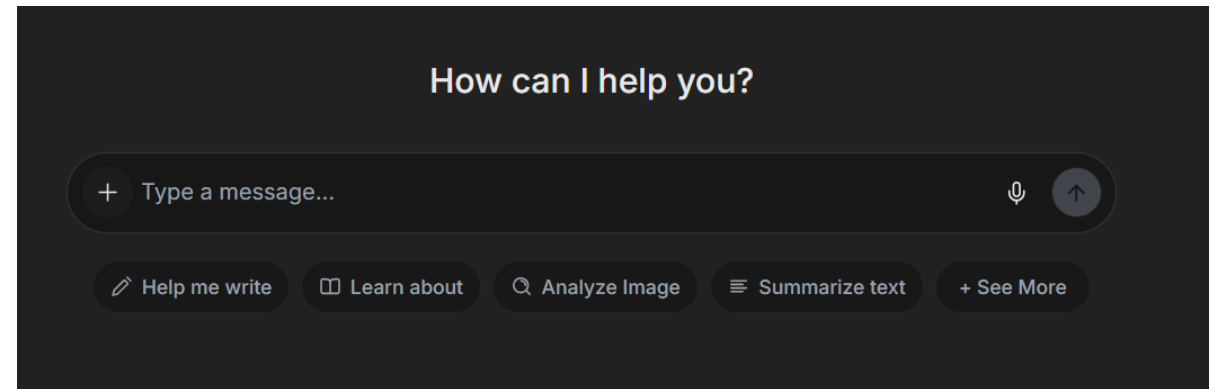 How can I help you?
Type a message...
Help me write Learn about Analyze Image Summarize text + See More